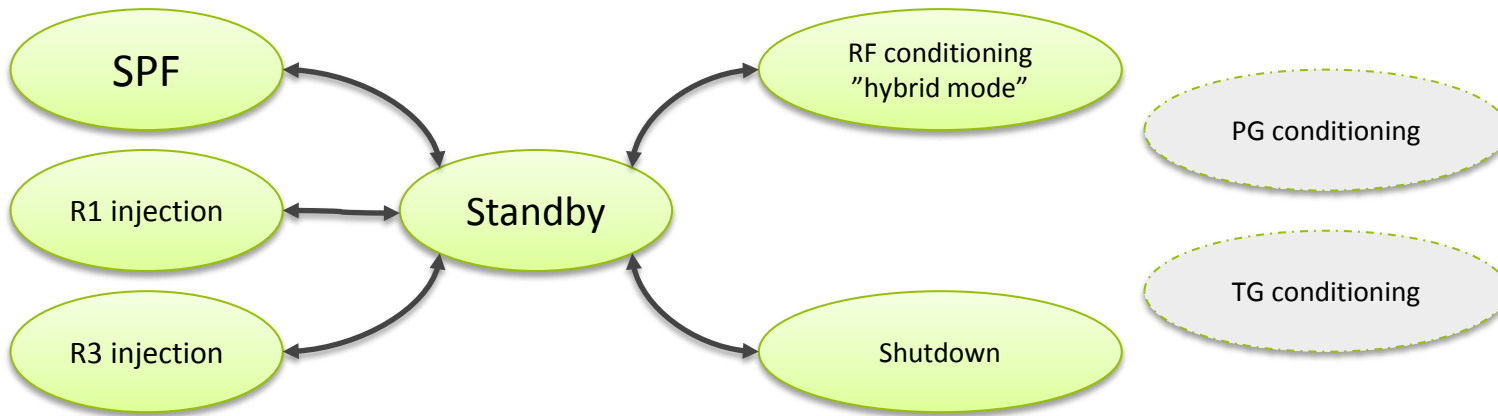 SPF
R1 injection
R3 injection
Standby
RF conditioning
”hybrid mode”
Shutdown
PG conditioning
TG conditioning